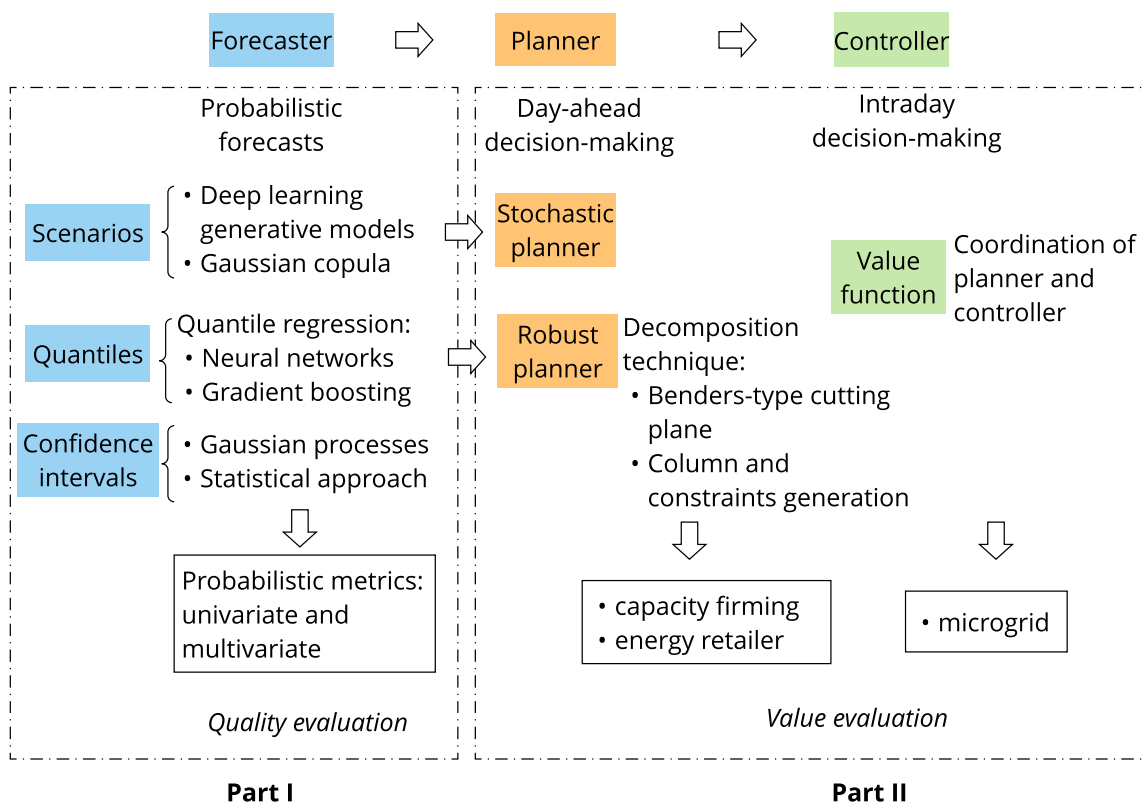 Forecaster
Planner
Controller
Probabilistic
forecasts
Scenarios
• Deep learning
generative models
• Gaussian copula
Quantiles
Quantile regression:
• Neural networks
• Gradient boosting
Confidence
intervals
• Gaussian processes
• Statistical approach
Probabilistic metrics:
univariate and
multivariate
Quality evaluation
Part I
Day-ahead
decision-making
Intraday
decision-making
Stochastic
planner
Value
function
Coordination of
planner and
controller
Robust
planner
Decomposition
technique:
• Benders-type cutting
plane
• Column and
constraints generation
• capacity firming
• energy retailer
• microgrid
Value evaluation
Part II